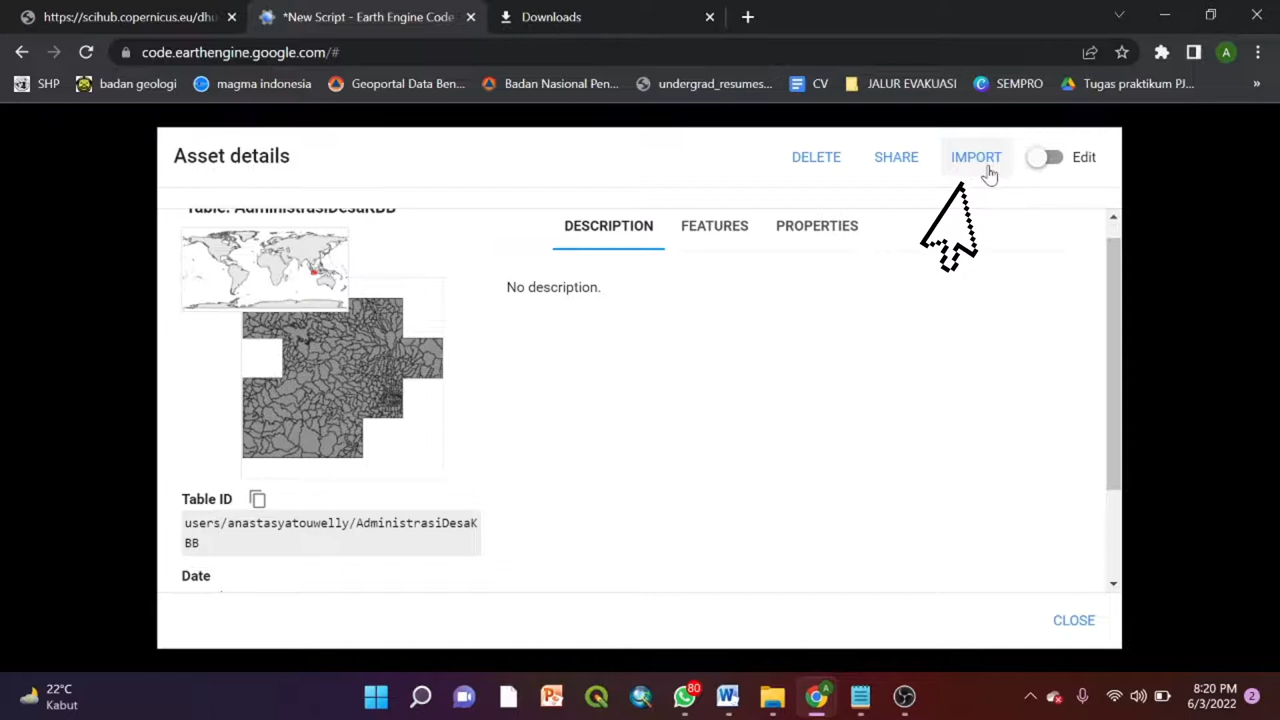 https://scihub.copernicus.eu/dhu
*New Script - Earth Engine Code
Downloads
code.earthengine.google.com/#
A
SHP
badan geologi
magma indonesia
Geoportal Data Ben...
Badan Nasional Pen...
undergrad_resumes...
CV
JALUR EVAKUASI
SEMPRO
Tugas praktikum PJ...
»
Asset details
DELETE
SHARE
IMPORT
Edit
Table: AdministrasiDesaKBB
DESCRIPTION
FEATURES
PROPERTIES
No description.
Table ID
users/anastasyatouwelly/AdministrasiDesaK
BB
Date
CLOSE
22°C
Kabut
80
8:20 PM
6/3/2022
2